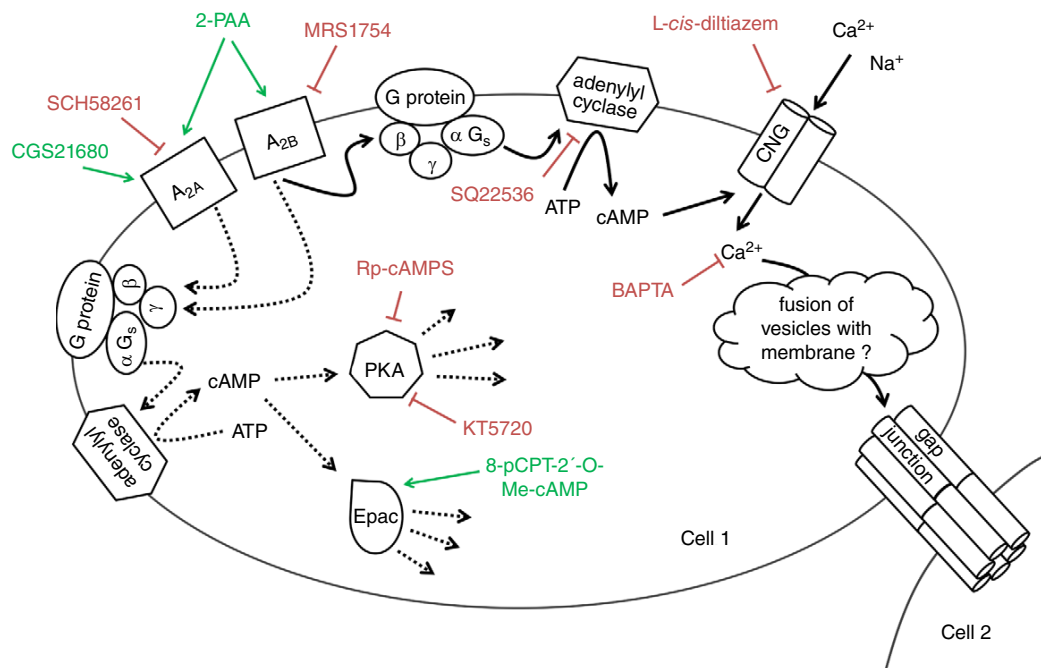 2-PAA
MRS1754
L-cis-diltiazem
Ca²⁺
Na⁺
SCH58261
CGS21680
A₂A
A₂B
G protein
β
γ
α Gₛ
adenylyl
cyclase
SQ22536
ATP
cAMP
CNG
Ca²⁺
BAPTA
fusion of
vesicles with
membrane ?
G protein
β
γ
α Gₛ
Rp-cAMPS
PKA
KT5720
cAMP
ATP
adenylyl
cyclase
8-pCPT-2´-O-
Me-cAMP
Epac
gap
junction
Cell 1
Cell 2